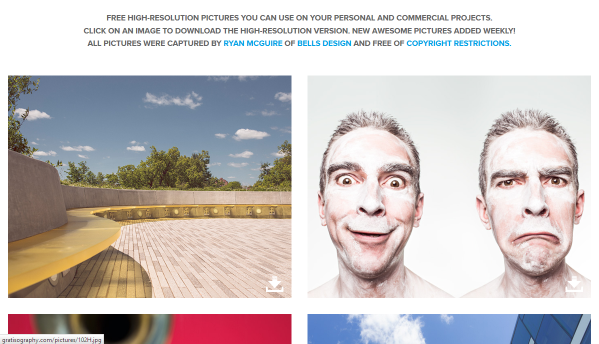 FREE HIGH-RESOLUTION PICTURES YOU CAN USE ON YOUR PERSONAL AND COMMERCIAL PROJECTS.
CLICK ON AN IMAGE TO DOWNLOAD THE HIGH-RESOLUTION VERSION. NEW AWESOME PICTURES ADDED WEEKLY!
ALL PICTURES WERE CAPTURED BY RYAN MCGUIRE OF BELLS DESIGN AND FREE OF COPYRIGHT RESTRICTIONS.
gratisography.com/pictures/102H.jpg